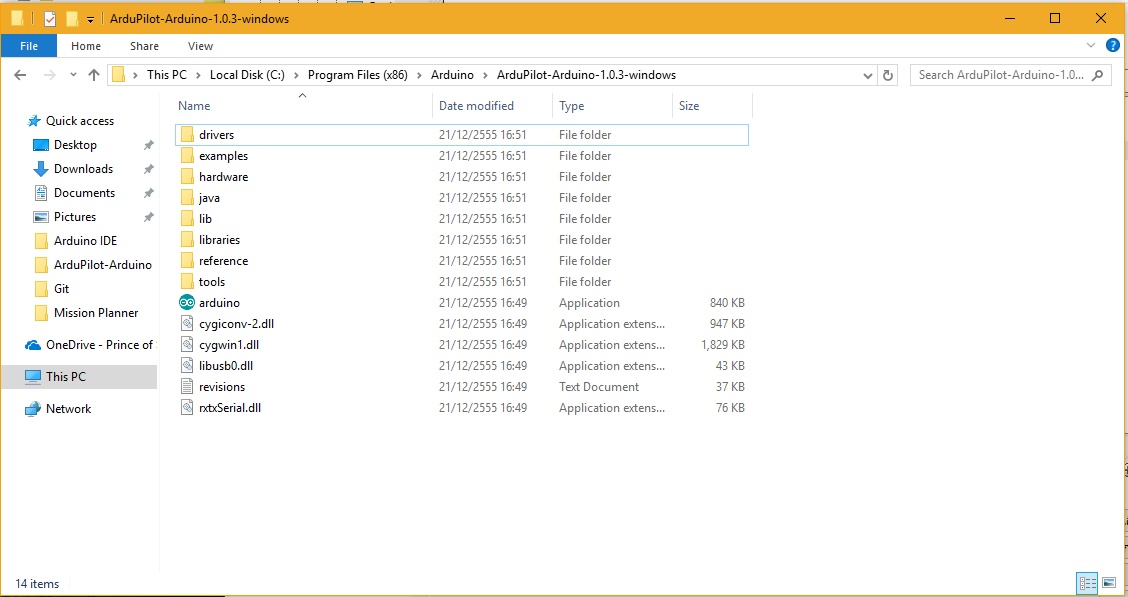 ArduPilot-Arduino-1.0.3-windows
File Home Share View
This PC Local Disk (C:) Program Files (x86) Arduino ArduPilot-Arduino-1.0.3-windows Search ArduPilot-Arduino-1.0...
Name Date modified Type Size
Quick access
Desktop
Downloads
Documents
Pictures
Arduino IDE
ArduPilot-Arduino
Git
Mission Planner
OneDrive - Prince of
This PC
Network
drivers 21/12/2555 16:51 File folder
examples 21/12/2555 16:51 File folder
hardware 21/12/2555 16:51 File folder
java 21/12/2555 16:51 File folder
lib 21/12/2555 16:51 File folder
libraries 21/12/2555 16:51 File folder
reference 21/12/2555 16:51 File folder
tools 21/12/2555 16:51 File folder
arduino 21/12/2555 16:49 Application 840 KB
cygiconv-2.dll 21/12/2555 16:49 Application extens... 947 KB
cygwin1.dll 21/12/2555 16:49 Application extens... 1,829 KB
libusb0.dll 21/12/2555 16:49 Application extens... 43 KB
revisions 21/12/2555 16:49 Text Document 37 KB
rxtxSerial.dll 21/12/2555 16:49 Application extens... 76 KB
14 items